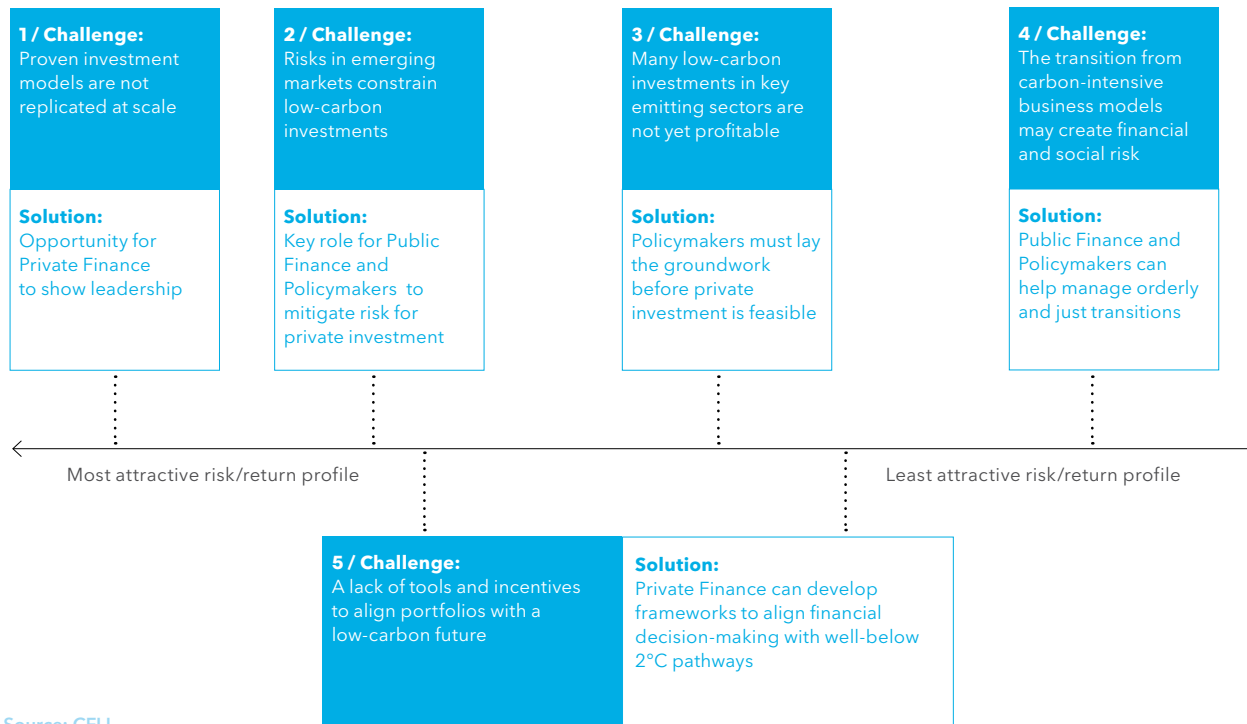 1 / Challenge:
Proven investment
models are not
replicated at scale
Solution:
Opportunity for
Private Finance
to show leadership
2 / Challenge:
Risks in emerging
markets constrain
low-carbon
investments
Solution:
Key role for Public
Finance and
Policymakers to
mitigate risk for
private investment
3 / Challenge:
Many low-carbon
investments in key
emitting sectors are
not yet profitable
Solution:
Policymakers must lay
the groundwork
before private
investment is feasible
4 / Challenge:
The transition from
carbon-intensive
business models
may create financial
and social risk
Solution:
Public Finance and
Policymakers can
help manage orderly
and just transitions
Most attractive risk/return profile
Least attractive risk/return profile
5 / Challenge:
A lack of tools and incentives
to align portfolios with a
low-carbon future
Solution:
Private Finance can develop
frameworks to align financial
decision-making with well-below
2°C pathways
Source: